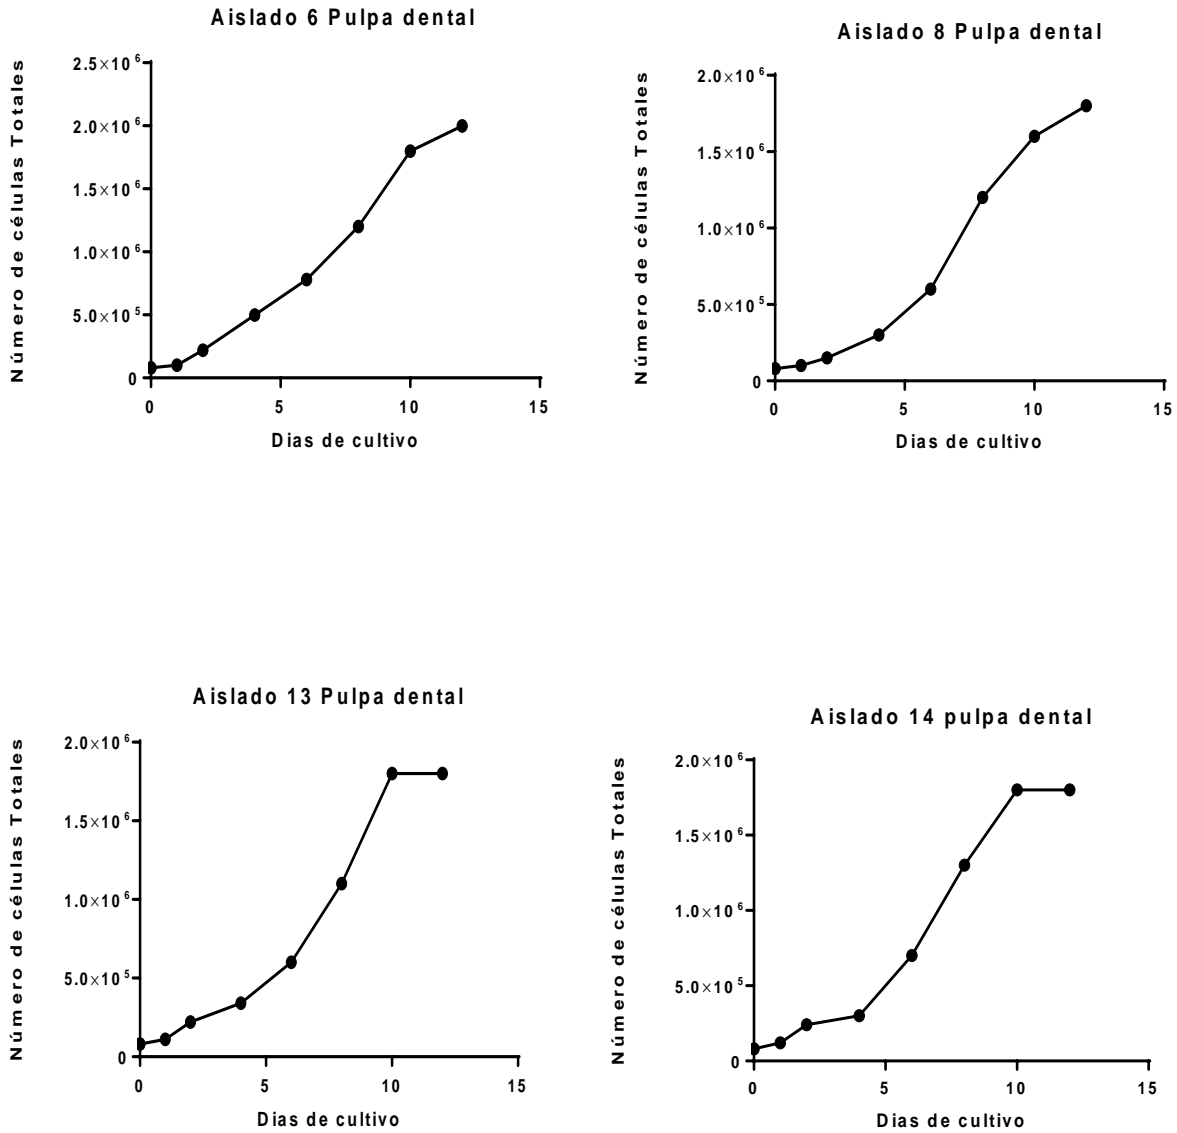 Aislado 6 Pulpa dental
Número de células Totales
2.5×10⁶
2.0×10⁶
1.5×10⁶
1.0×10⁶
5.0×10⁵
0
0 5 10 15
Dias de cultivo
Aislado 8 Pulpa dental
Número de células Totales
2.0×10⁶
1.5×10⁶
1.0×10⁶
5.0×10⁵
0
0 5 10 15
Dias de cultivo
Aislado 13 Pulpa dental
Número de células Totales
2.0×10⁶
1.5×10⁶
1.0×10⁶
5.0×10⁵
0
0 5 10 15
Dias de cultivo
Aislado 14 pulpa dental
Número de células Totales
2.0×10⁶
1.5×10⁶
1.0×10⁶
5.0×10⁵
0
0 5 10 15
Dias de cultivo